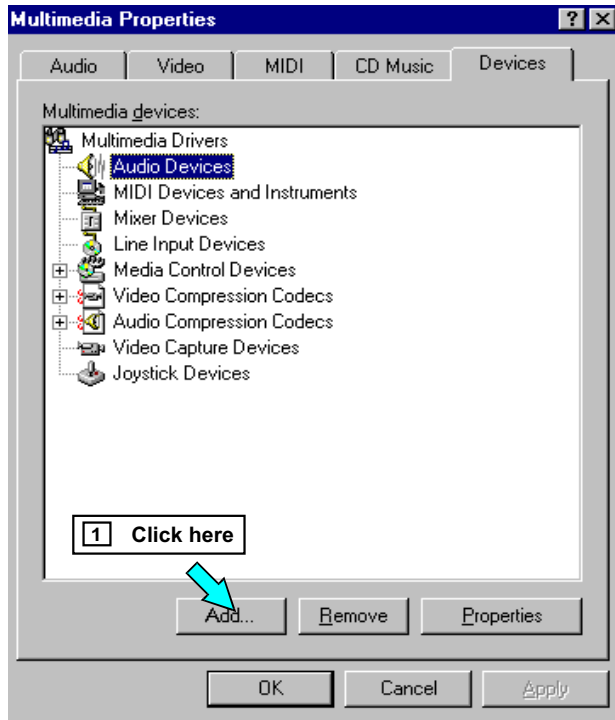 Multimedia Properties
Audio Video MIDI CD Music Devices
Multimedia devices:
Multimedia Drivers
Audio Devices
MIDI Devices and Instruments
Mixer Devices
Line Input Devices
Media Control Devices
Video Compression Codecs
Audio Compression Codecs
Video Capture Devices
Joystick Devices
1 Click here
Add... Remove Properties
OK Cancel Apply